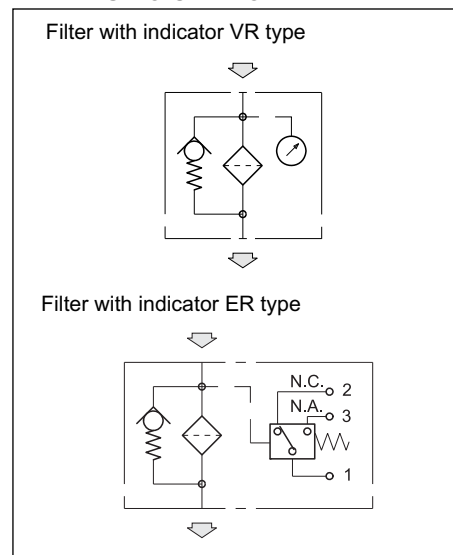 Filter with indicator VR type
Filter with indicator ER type
N.C. 2
N.A. 3
1